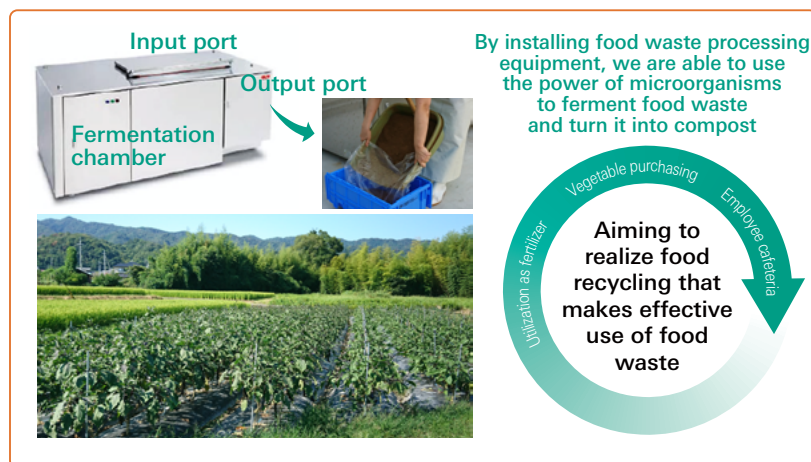 Input port
Output port
Fermentation
chamber
By installing food waste processing
equipment, we are able to use
the power of microorganisms
to ferment food waste
and turn it into compost
Utilization as fertilizer
Vegetable purchasing
Employee cafeteria
Aiming to
realize food
recycling that
makes effective
use of food
waste